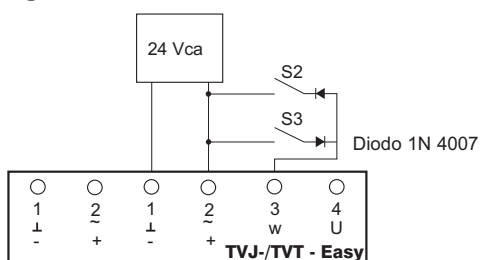 24 Vca
S2
S3
Diodo 1N 4007
1 2 1 2 3 4
⊥ ~ ⊥ ~ w U
- + - +
TVJ-/TVT - Easy